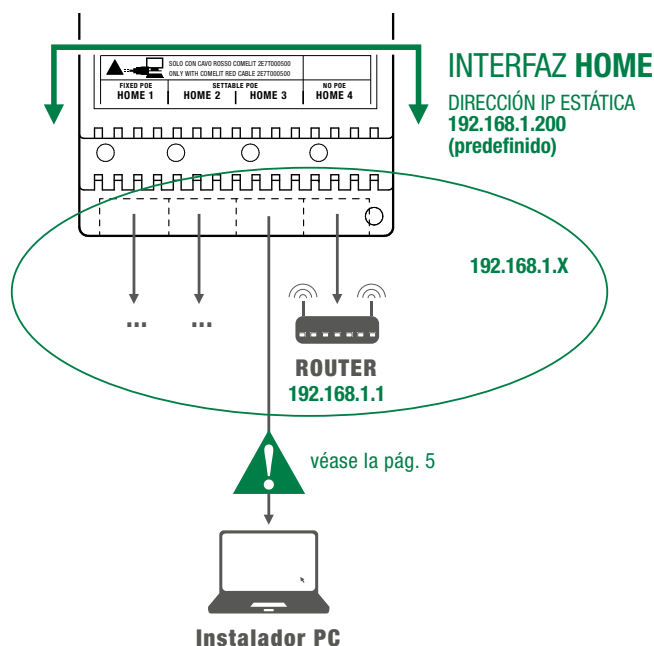 SOLO CON CAVO ROSSO COMELIT 2E7T000500
ONLY WITH COMELIT RED CABLE 2E7T000500
FIXED POE
SETTABLE POE
NO POE
HOME 1
HOME 2
HOME 3
HOME 4
INTERFAZ HOME
DIRECCIÓN IP ESTÁTICA
192.168.1.200
(predefinido)
192.168.1.X
...
...
ROUTER
192.168.1.1
!
véase la pág. 5
Instalador PC